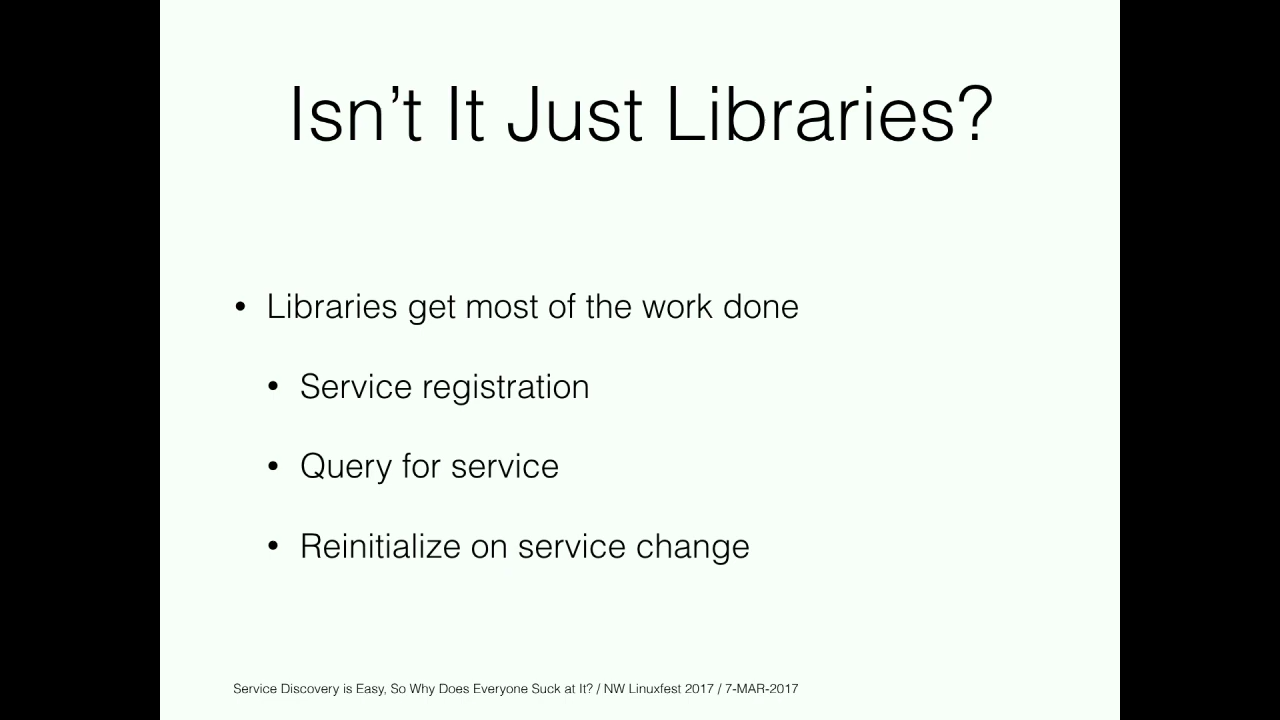 Isn’t It Just Libraries?
• Libraries get most of the work done
• Service registration
• Query for service
• Reinitialize on service change
Service Discovery is Easy, So Why Does Everyone Suck at It? / NW Linuxfest 2017 / 7-MAR-2017